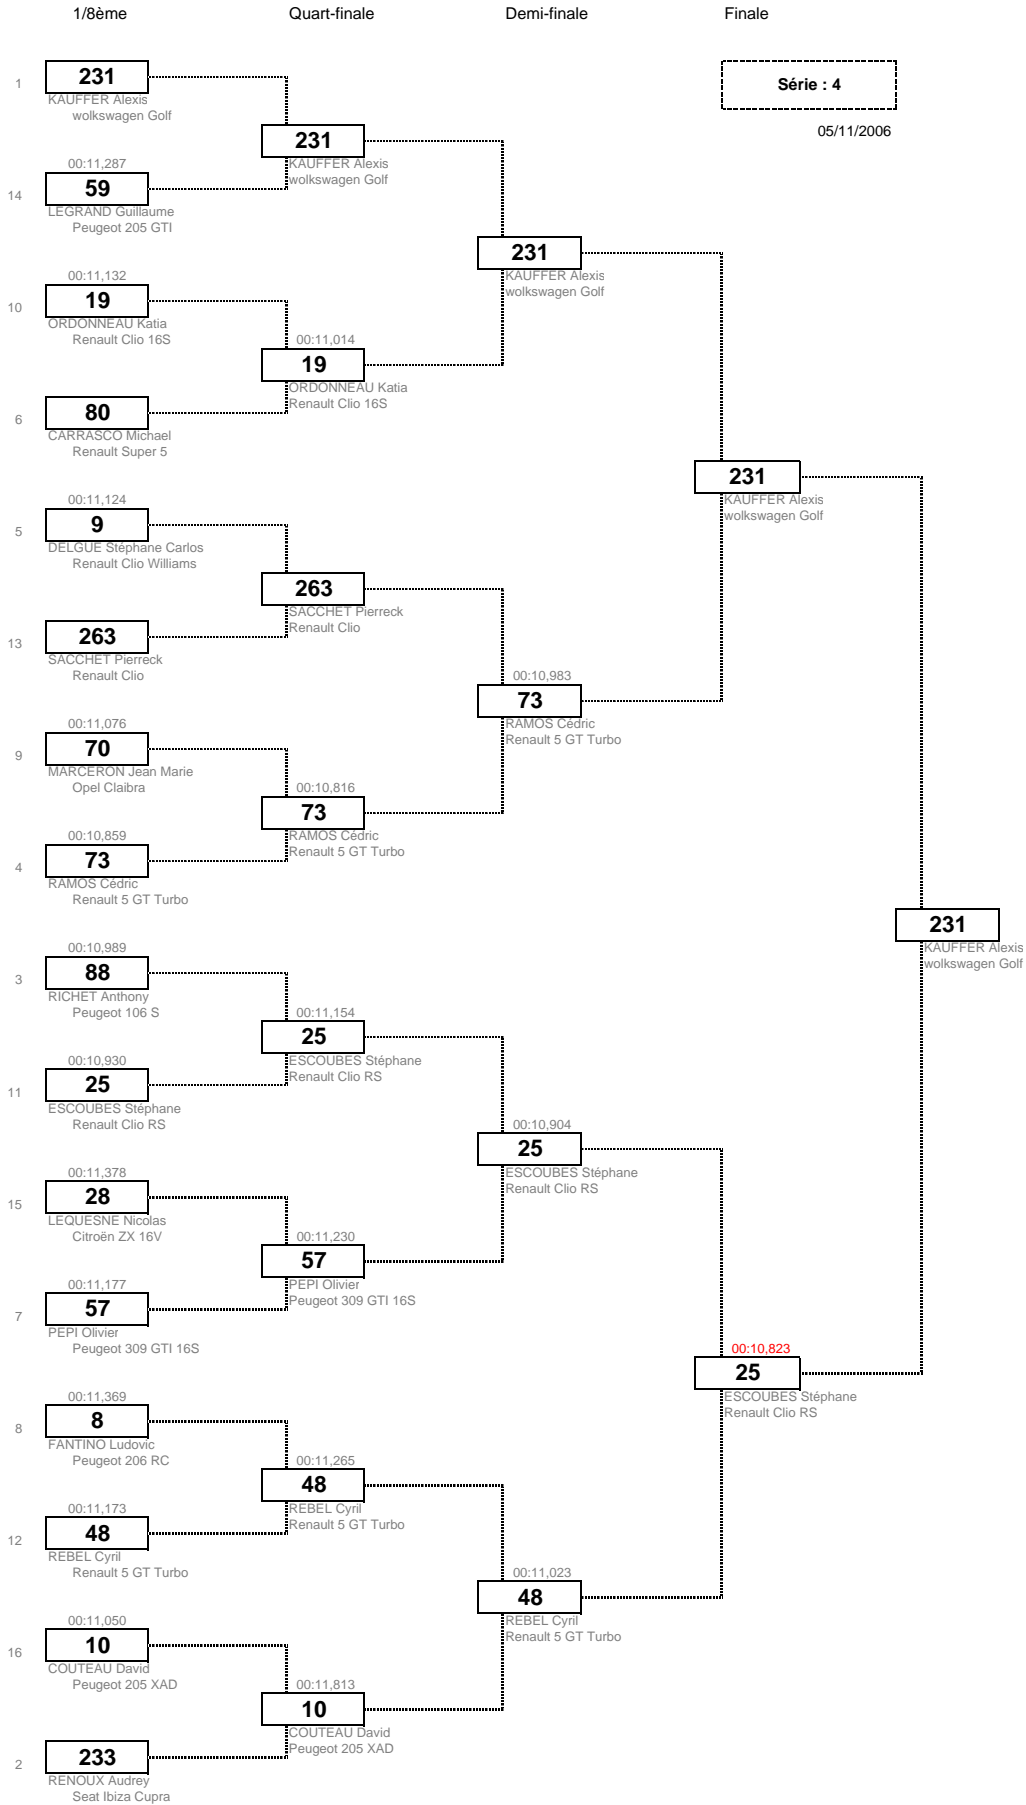 1/8ème
Quart-finale
Demi-finale
Finale
Série : 4
05/11/2006
1
231
KAUFFER Alexis
wolkswagen Golf
231
KAUFFER Alexis
wolkswagen Golf
00:11,287
14
59
LEGRAND Guillaume
Peugeot 205 GTI
231
KAUFFER Alexis
wolkswagen Golf
00:11,132
10
19
ORDONNEAU Katia
Renault Clio 16S
00:11,014
19
ORDONNEAU Katia
Renault Clio 16S
6
80
CARRASCO Michael
Renault Super 5
231
KAUFFER Alexis
wolkswagen Golf
00:11,124
5
9
DELGUE Stéphane Carlos
Renault Clio Williams
263
SACCHET Pierreck
Renault Clio
13
263
SACCHET Pierreck
Renault Clio
00:10,983
73
RAMOS Cédric
Renault 5 GT Turbo
00:11,076
9
70
MARCERON Jean Marie
Opel Claibra
00:10,816
73
RAMOS Cédric
Renault 5 GT Turbo
00:10,859
4
73
RAMOS Cédric
Renault 5 GT Turbo
231
KAUFFER Alexis
wolkswagen Golf
00:10,989
3
88
RICHET Anthony
Peugeot 106 S
00:11,154
25
ESCOUBES Stéphane
Renault Clio RS
00:10,930
11
25
ESCOUBES Stéphane
Renault Clio RS
00:10,904
25
ESCOUBES Stéphane
Renault Clio RS
00:11,378
15
28
LEQUESNE Nicolas
Citroën ZX 16V
00:11,230
57
PEPI Olivier
Peugeot 309 GTI 16S
00:11,177
7
57
PEPI Olivier
Peugeot 309 GTI 16S
00:10,823
25
ESCOUBES Stéphane
Renault Clio RS
00:11,369
8
8
FANTINO Ludovic
Peugeot 206 RC
00:11,265
48
REBEL Cyril
Renault 5 GT Turbo
00:11,173
12
48
REBEL Cyril
Renault 5 GT Turbo
00:11,023
48
REBEL Cyril
Renault 5 GT Turbo
00:11,050
16
10
COUTEAU David
Peugeot 205 XAD
00:11,813
10
COUTEAU David
Peugeot 205 XAD
2
233
RENOUX Audrey
Seat Ibiza Cupra